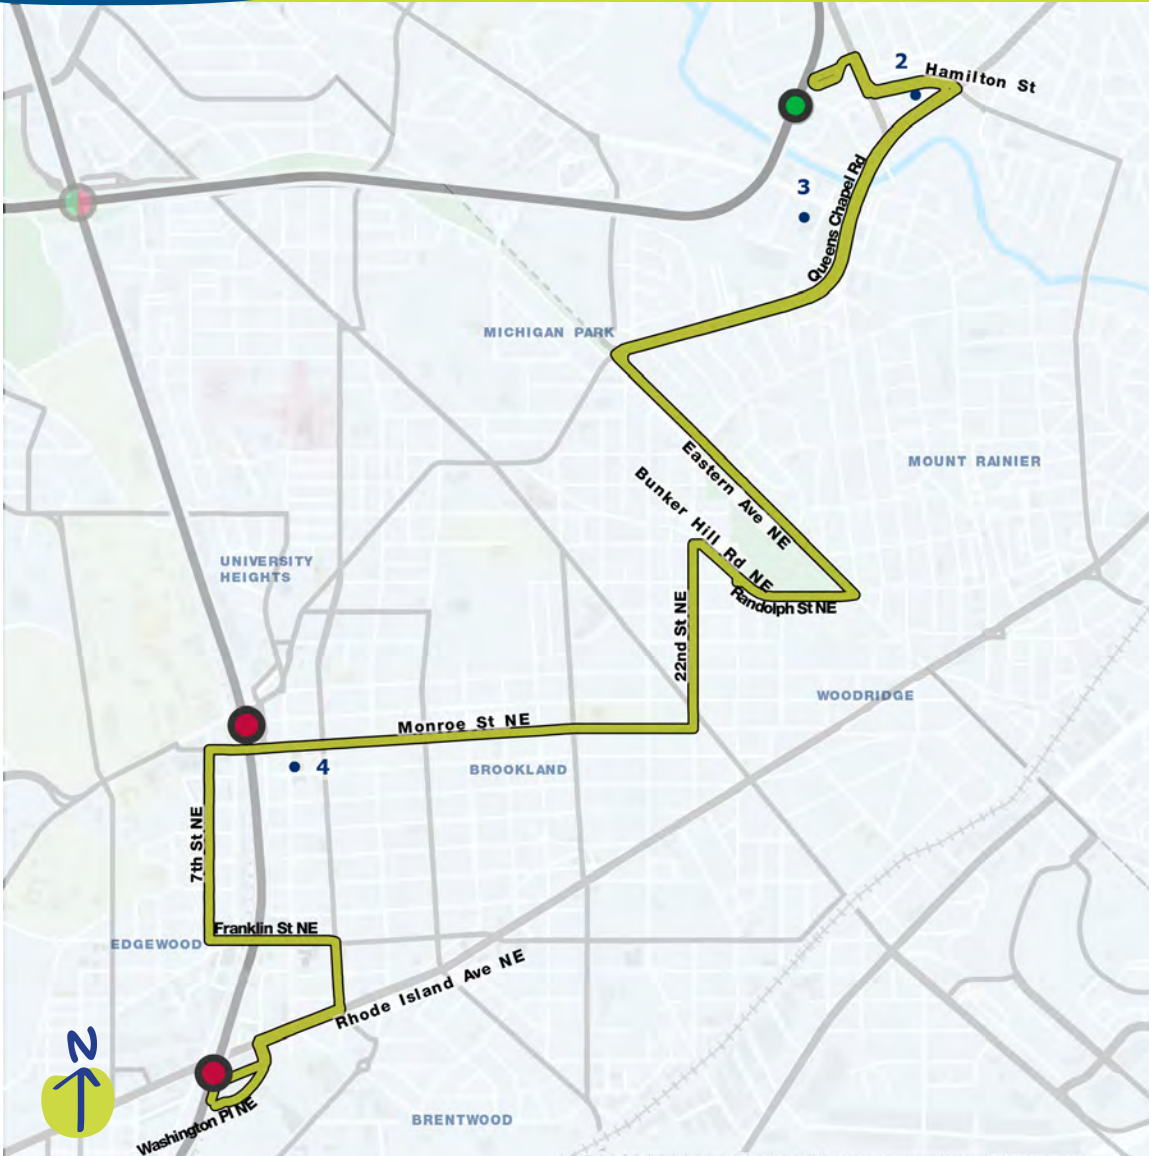 2
Hamilton St
3
Queens Chapel Rd
MICHIGAN PARK
Eastern Ave NE
MOUNT RAINIER
Bunker Hill Rd NE
UNIVERSITY
HEIGHTS
Randolph St NE
22nd St NE
WOODRIDGE
Monroe St NE
4
BROOKLAND
7th St NE
Franklin St NE
EDGEWOOD
Rhode Island Ave NE
N
Washington Pl NE
BRENTWOOD